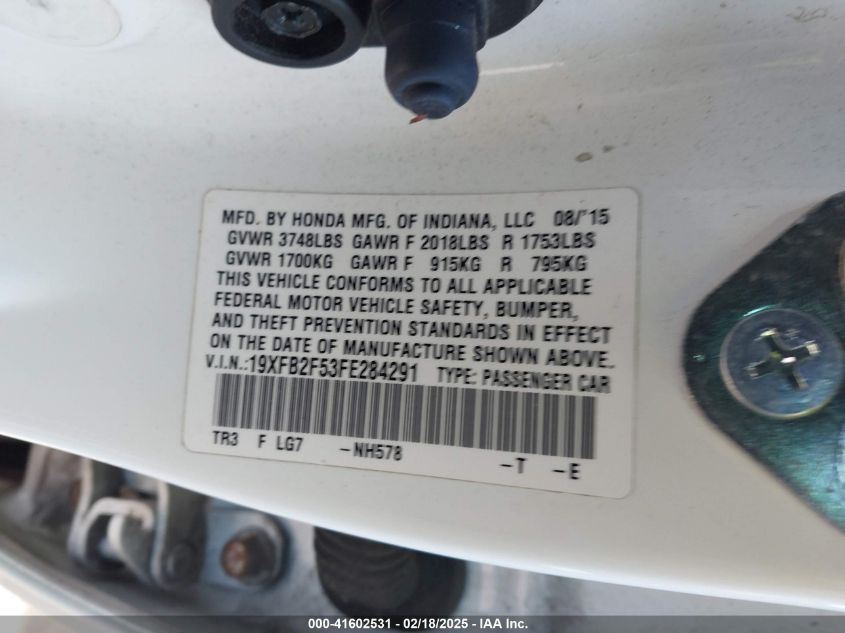 MFD. BY HONDA MFG. OF INDIANA, LLC 08/'15
GVWR 3748LBS GAWR F 2018LBS R 1753LBS
GVWR 1700KG GAWR F 915KG R 795KG
THIS VEHICLE CONFORMS TO ALL APPLICABLE
FEDERAL MOTOR VEHICLE SAFETY, BUMPER,
AND THEFT PREVENTION STANDARDS IN EFFECT
ON THE DATE OF MANUFACTURE SHOWN ABOVE.
V.I.N.:19XFB2F53FE284291 TYPE: PASSENGER CAR
TR3 F LG7 -NH578 -T -E
000-41602531 - 02/18/2025 - IAA Inc.